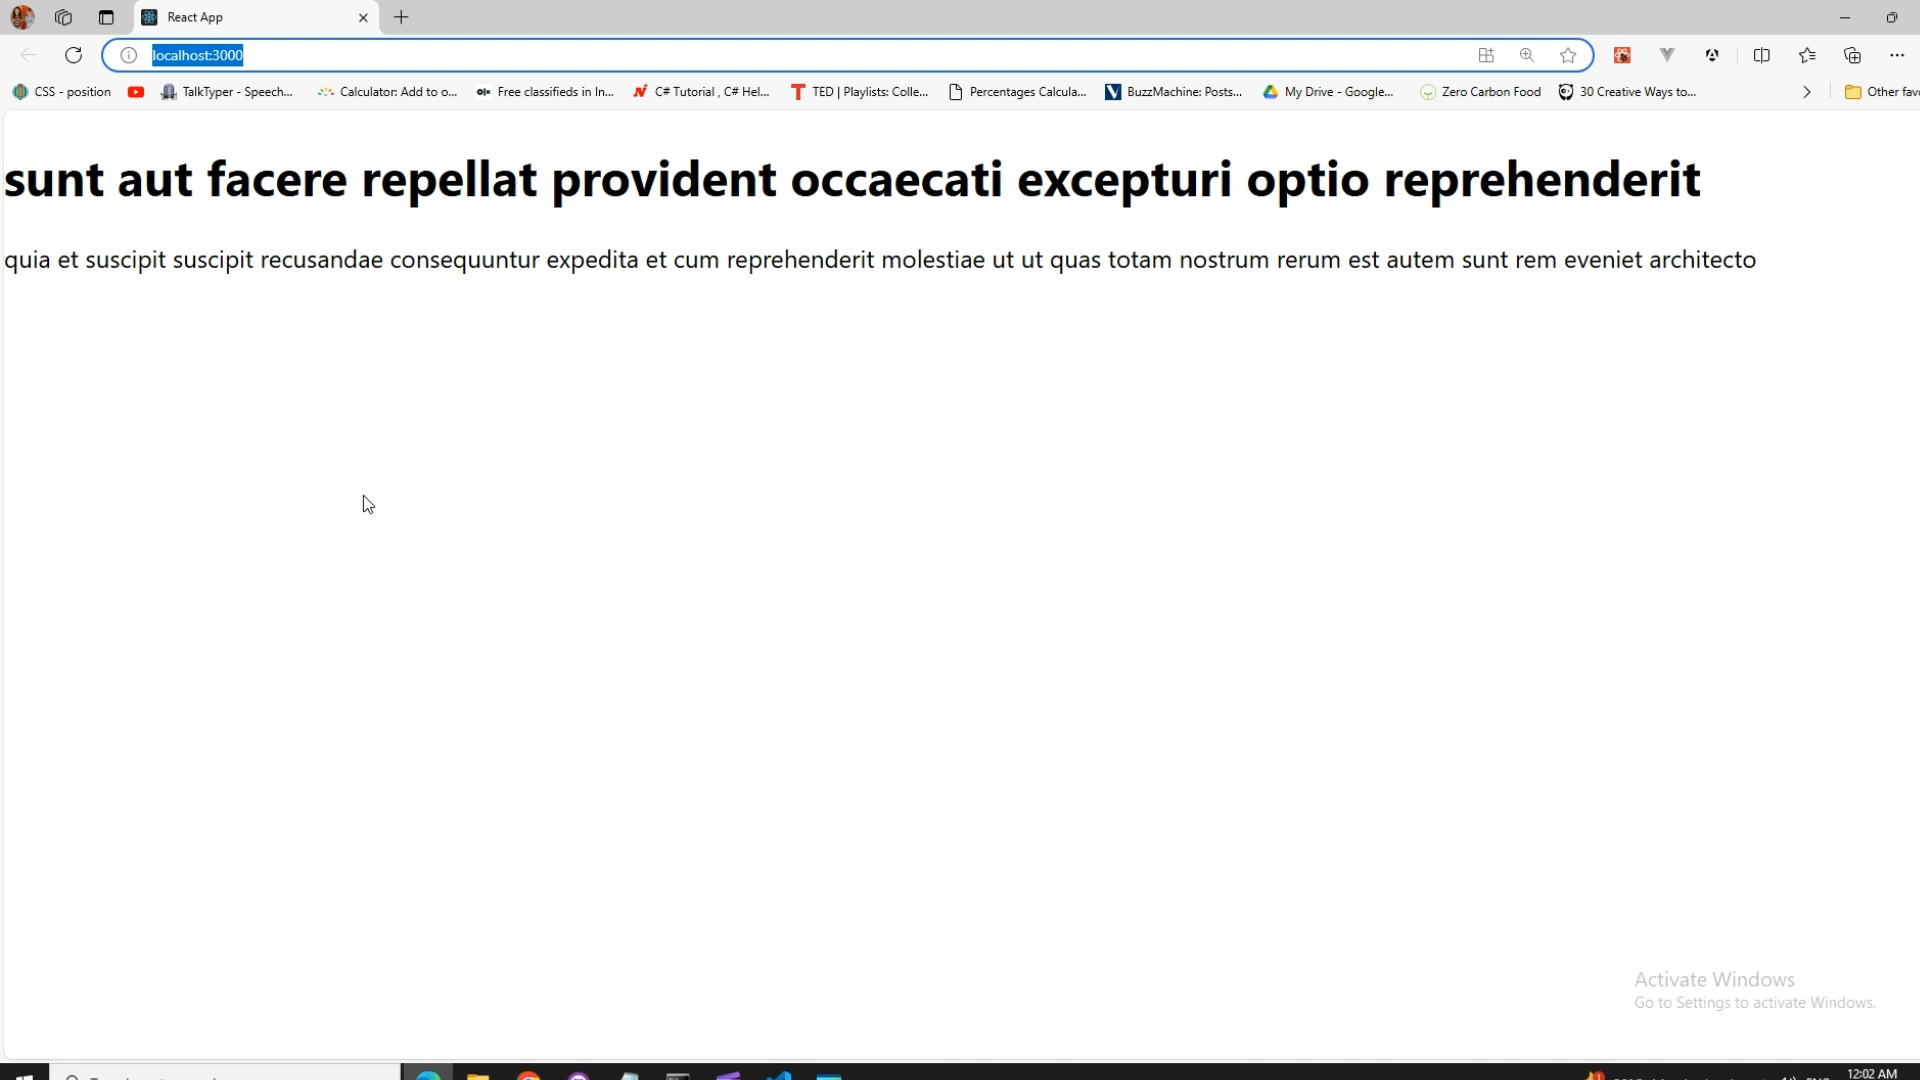 React App
localhost:3000
CSS - position
TalkTyper - Speech...
Calculator: Add to o...
Free classifieds in In...
C# Tutorial , C# Hel...
TED | Playlists: Colle...
Percentages Calcula...
BuzzMachine: Posts...
My Drive - Google...
Zero Carbon Food
30 Creative Ways to...
Other fav
sunt aut facere repellat provident occaecati excepturi optio reprehenderit
quia et suscipit suscipit recusandae consequuntur expedita et cum reprehenderit molestiae ut ut quas totam nostrum rerum est autem sunt rem eveniet architecto
Activate Windows
Go to Settings to activate Windows.
12:02 AM